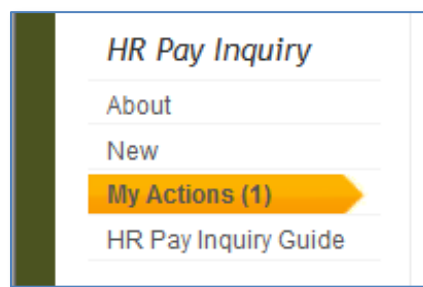 HR Pay Inquiry
About
New
My Actions (1)
HR Pay Inquiry Guide